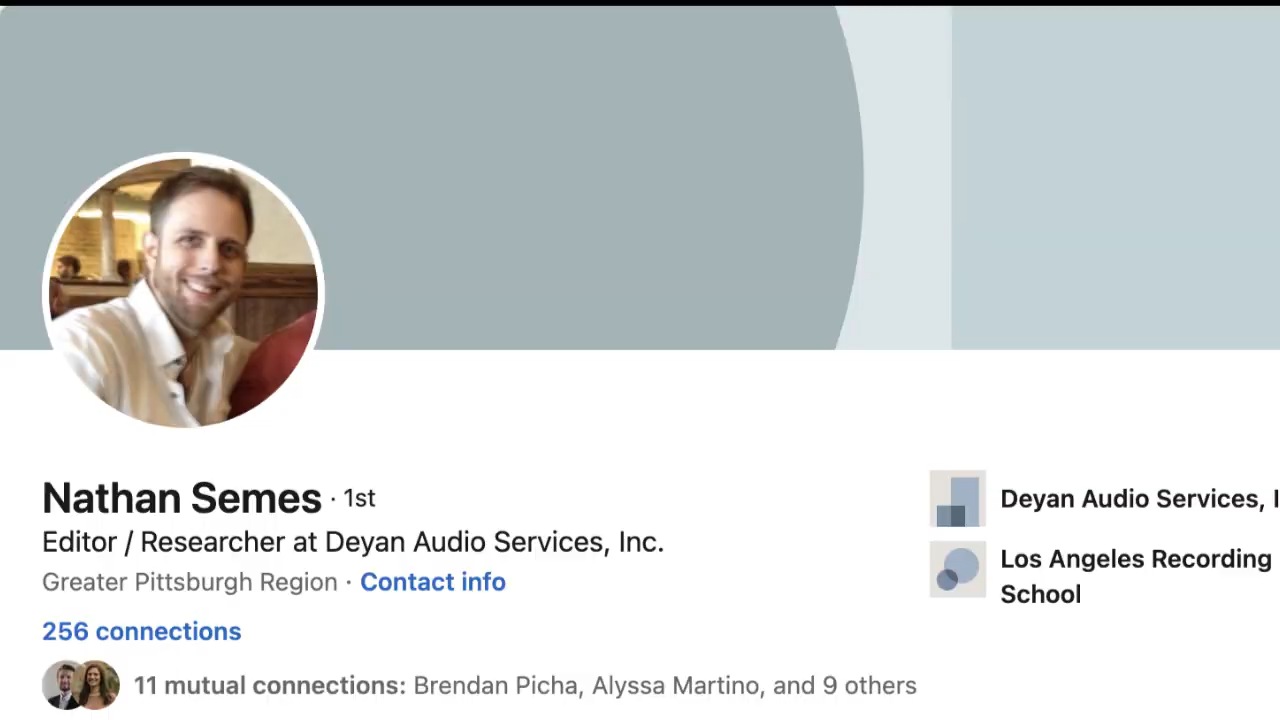 Nathan Semes · 1st
Editor / Researcher at Deyan Audio Services, Inc.
Greater Pittsburgh Region · Contact info
256 connections
11 mutual connections: Brendan Picha, Alyssa Martino, and 9 others
Deyan Audio Services, I
Los Angeles Recording
School